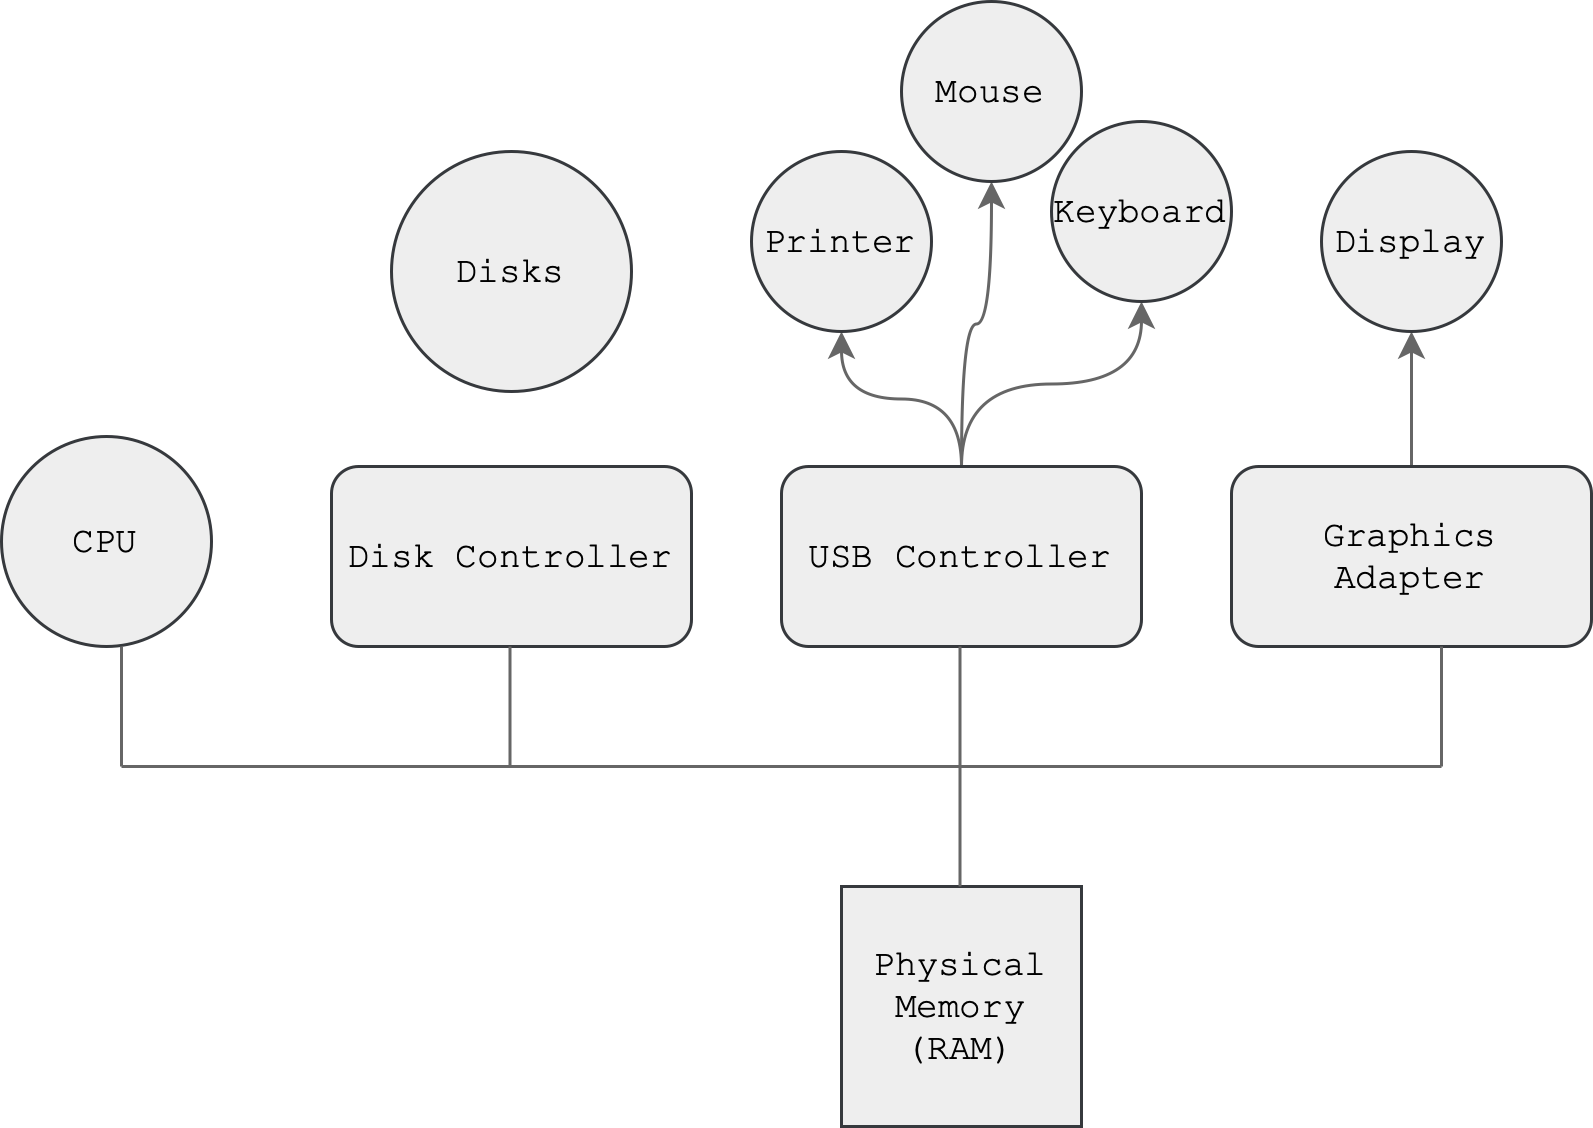 Mouse
Keyboard
Printer
Display
Disks
CPU
Disk Controller
USB Controller
Graphics
Adapter
Physical
Memory
(RAM)